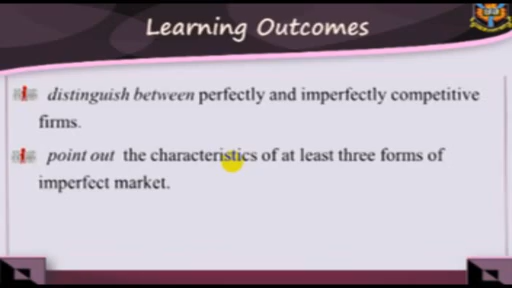 Learning Outcomes
distinguish between perfectly and imperfectly competitive
firms.
point out the characteristics of at least three forms of
imperfect market.